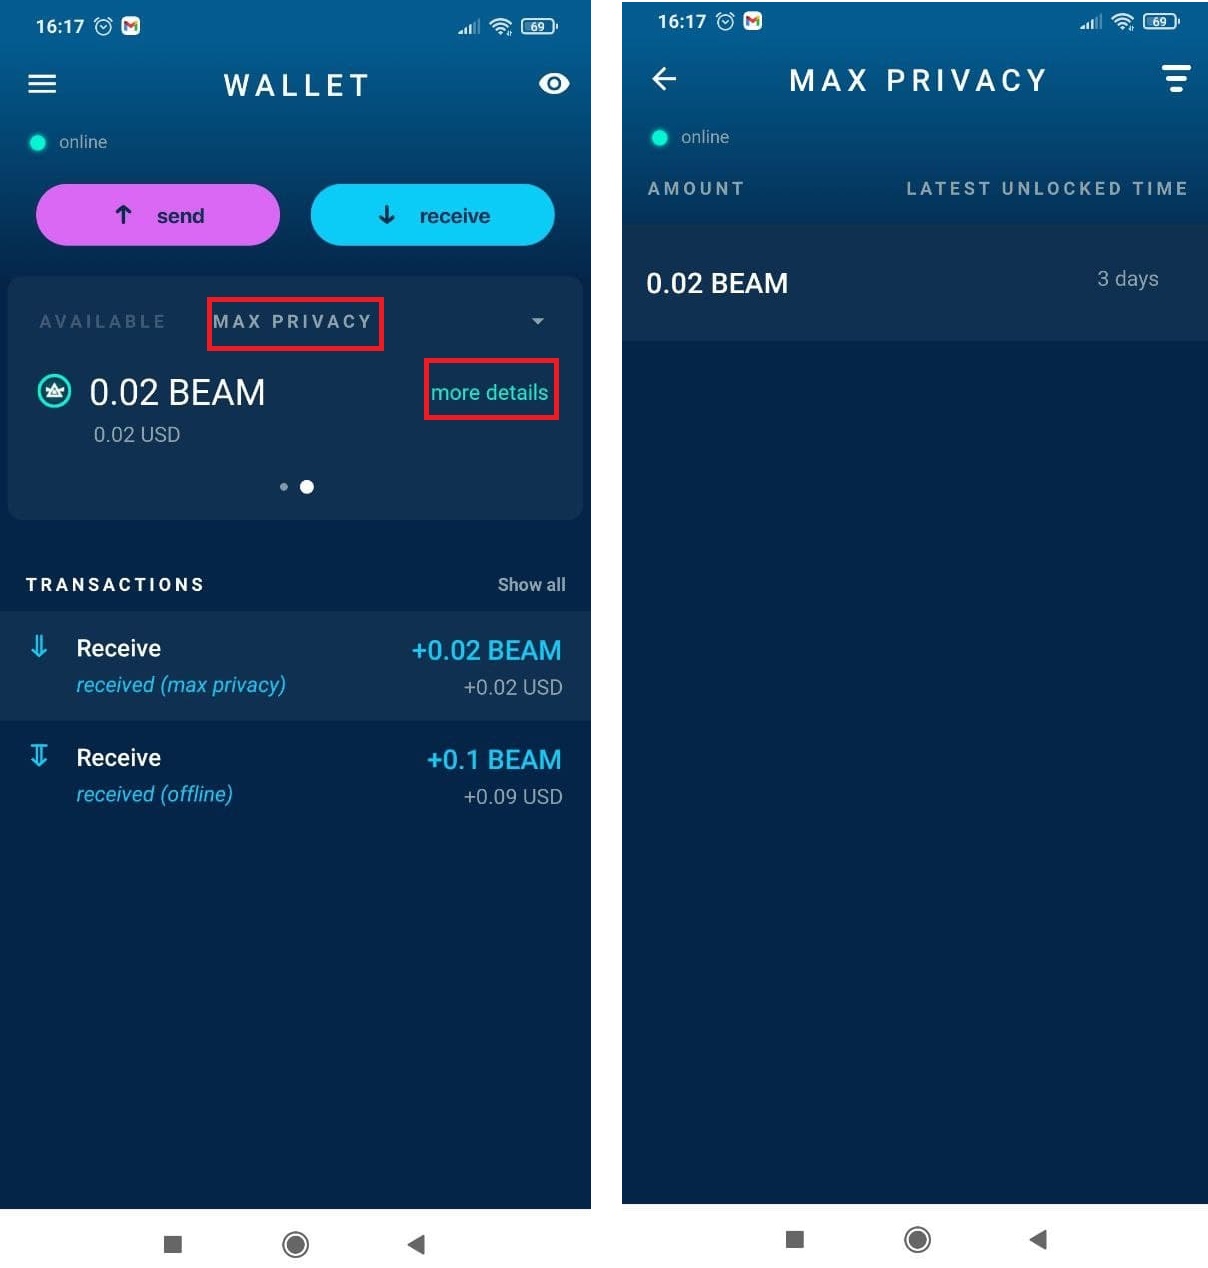 16:17
69
WALLET
online
send
receive
AVAILABLE MAX PRIVACY
0.02 BEAM
more details
0.02 USD
TRANSACTIONS
Show all
Receive
+0.02 BEAM
received (max privacy)
+0.02 USD
Receive
+0.1 BEAM
received (offline)
+0.09 USD
16:17
69
MAX PRIVACY
online
AMOUNT
LATEST UNLOCKED TIME
0.02 BEAM
3 days